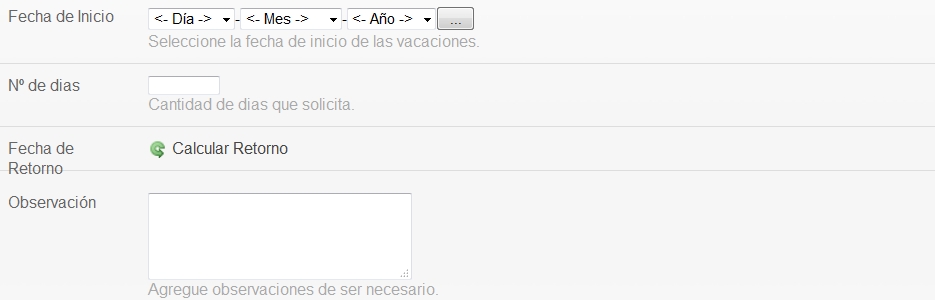 Fecha de Inicio <- Día -> - <- Mes -> - <- Año -> ...
Seleccione la fecha de inicio de las vacaciones.
Nº de dias
Cantidad de dias que solicita.
Fecha de Retorno
Calcular Retorno
Observación
Agregue observaciones de ser necesario.